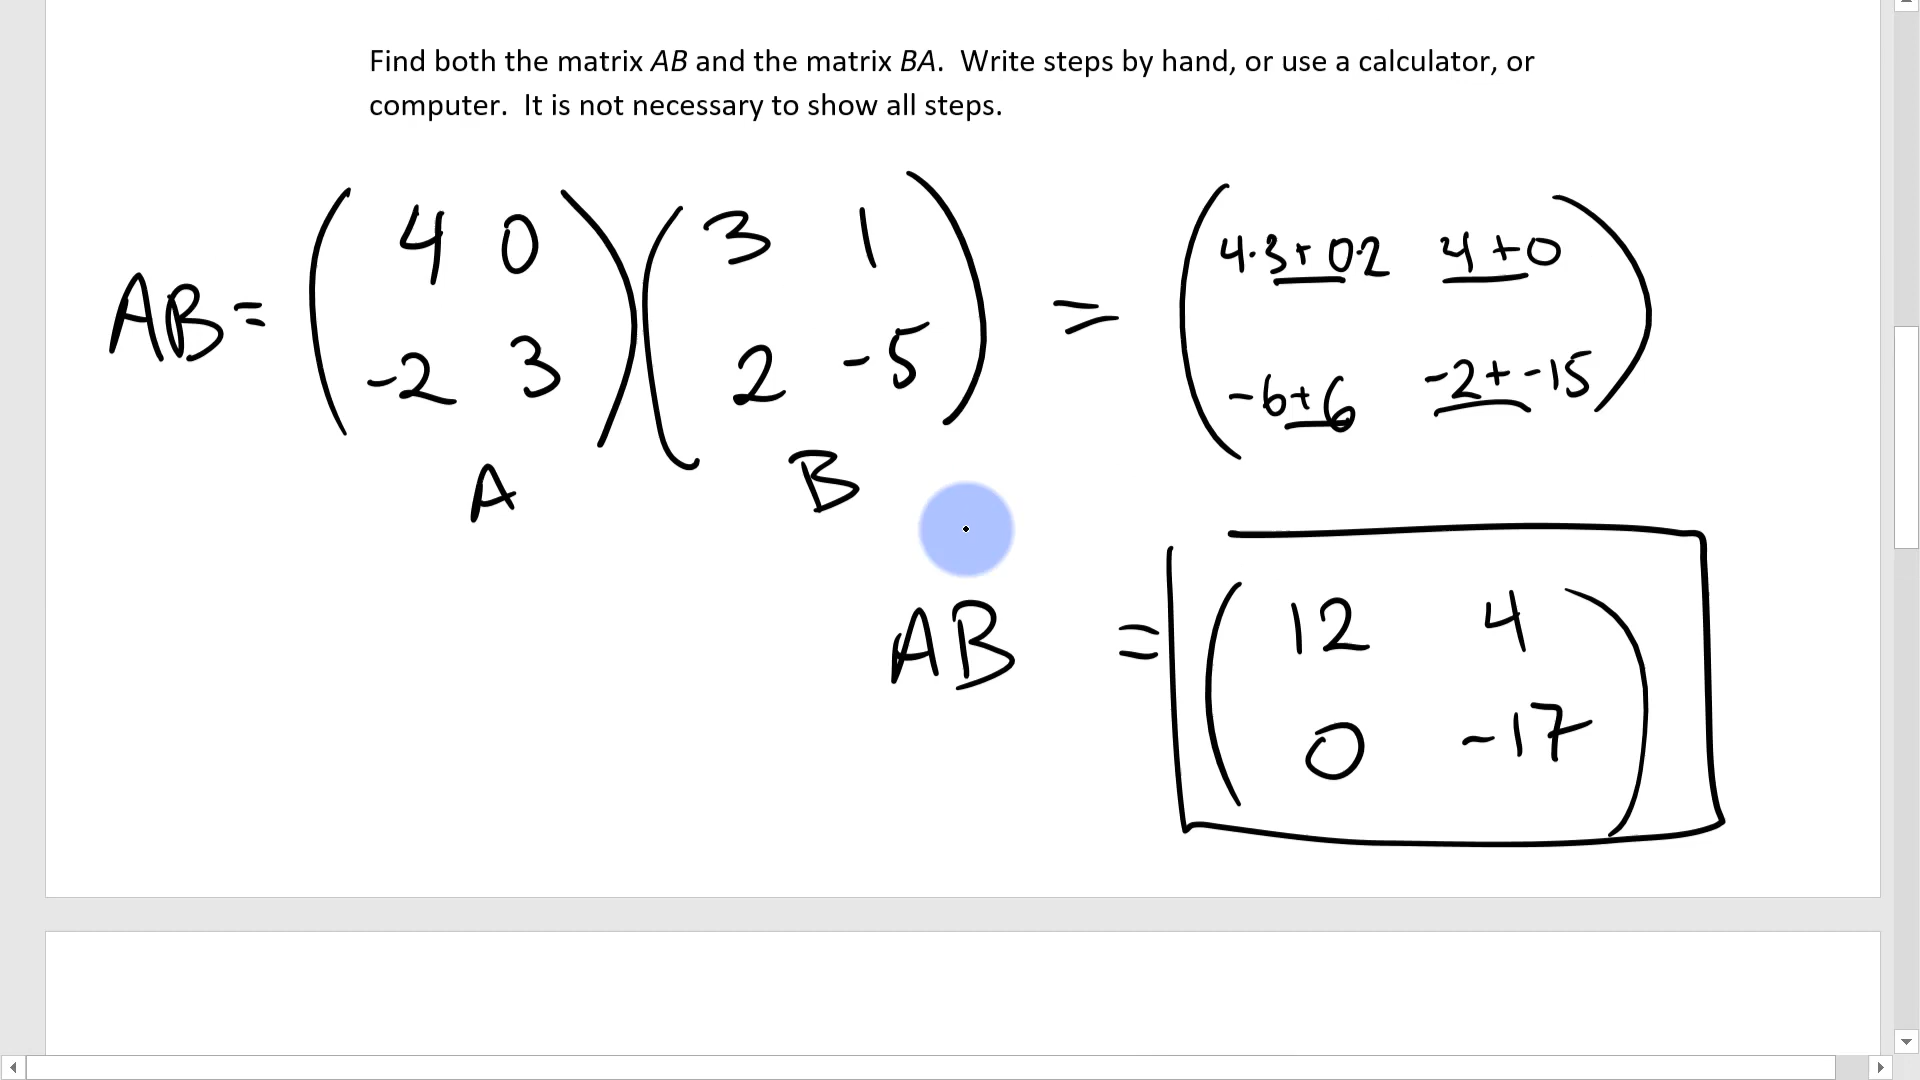 Find both the matrix AB and the matrix BA. Write steps by hand, or use a calculator, or
computer. It is not necessary to show all steps.
AB = ( 4 0 ) ( 3 1 ) = ( 4·3+0·2 4+0 )
( -2 3 ) ( 2 -5 ) ( -6+6 -2+-15 )
A B
AB = ( 12 4 )
( 0 -17 )